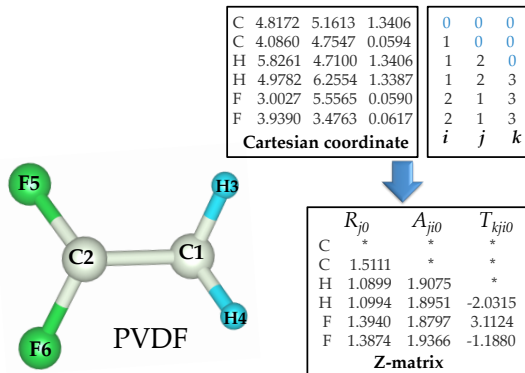 C 4.8172 5.1613 1.3406 0 0 0
C 4.0860 4.7547 0.0594 1 0 0
H 5.8261 4.7100 1.3406 1 2 0
H 4.9782 6.2554 1.3387 1 2 3
F 3.0027 5.5565 0.0590 2 1 3
F 3.9390 3.4763 0.0617 2 1 3
Cartesian coordinate i j k
F5
H3
C2 C1
H4
F6
PVDF
Rj0 Aji0 Tkji0
C * * *
C 1.5111 * *
H 1.0899 1.9075 *
H 1.0994 1.8951 -2.0315
F 1.3940 1.8797 3.1124
F 1.3874 1.9366 -1.1880
Z-matrix